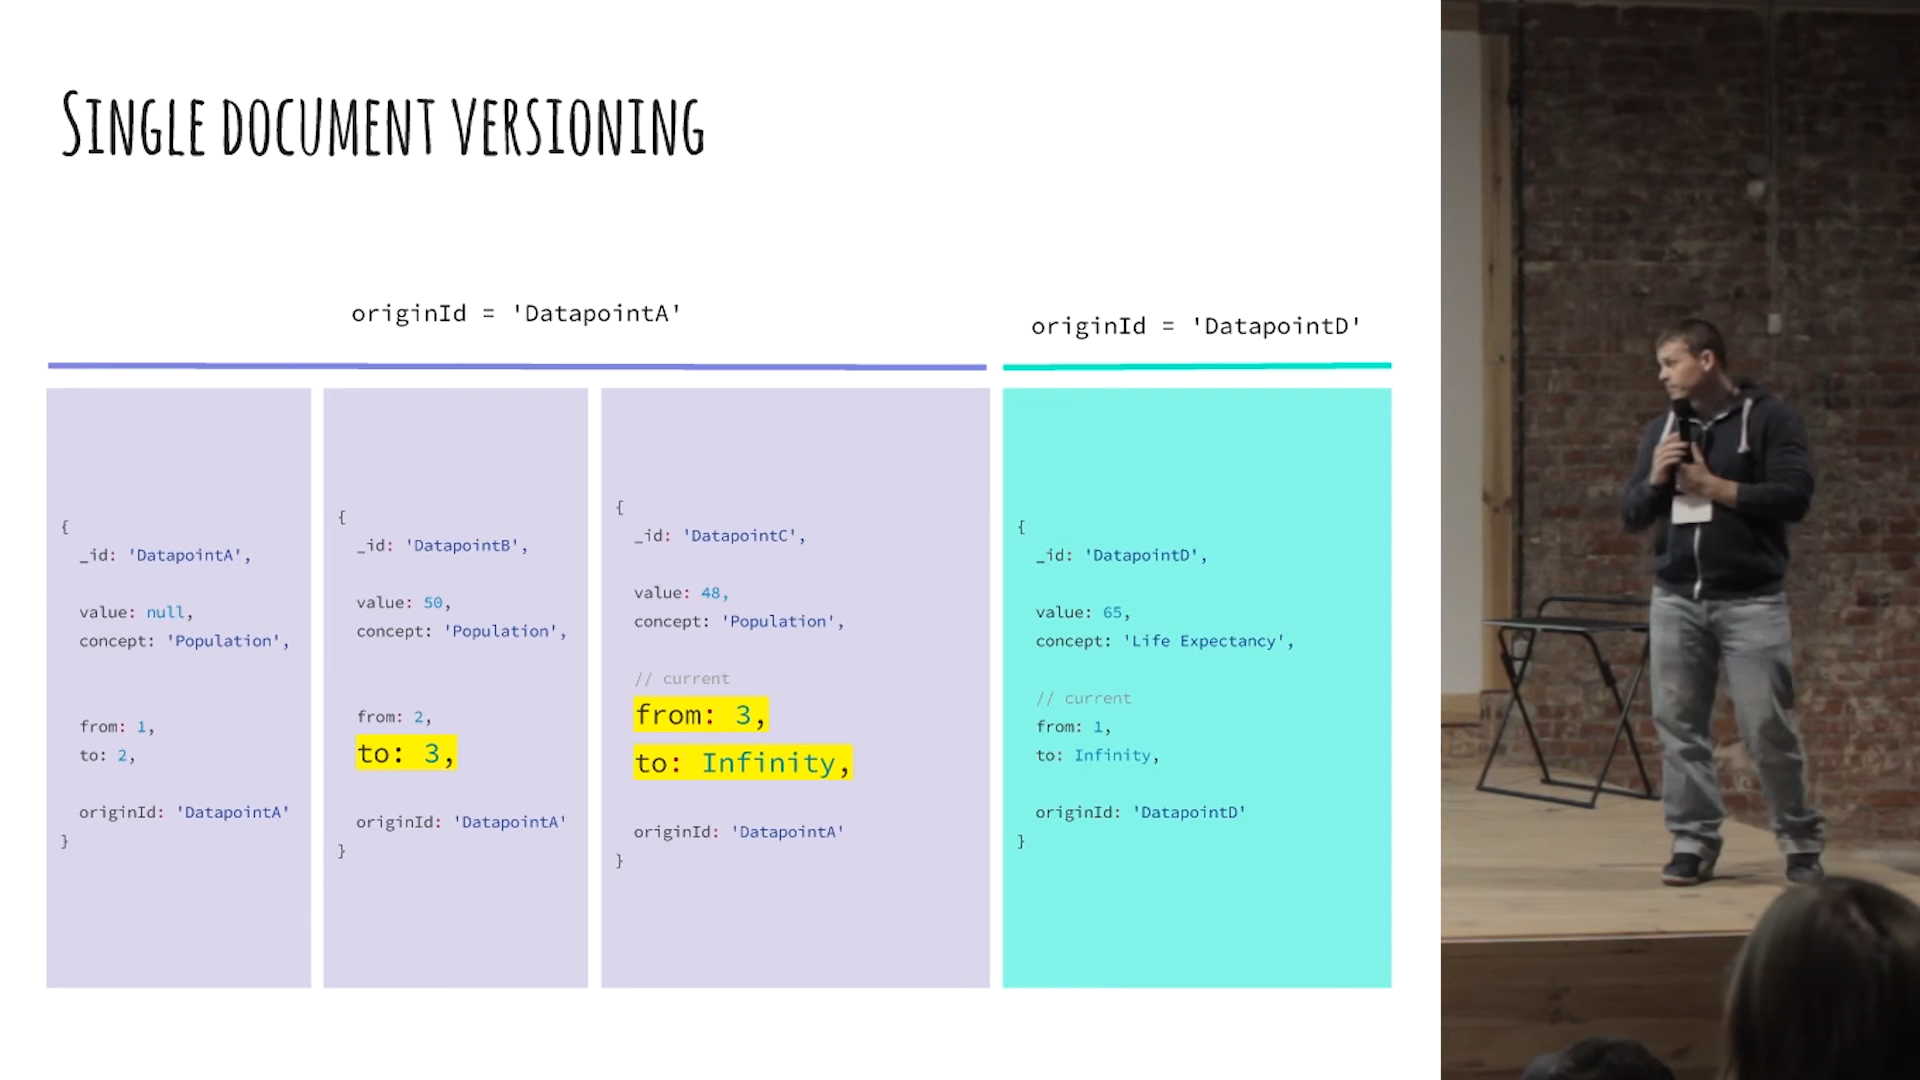 Single document versioning
originId = 'DatapointA'
{
_id: 'DatapointA',
value: null,
concept: 'Population',
from: 1,
to: 2,
originId: 'DatapointA'
}
{
_id: 'DatapointB',
value: 50,
concept: 'Population',
from: 2,
to: 3,
originId: 'DatapointA'
}
{
_id: 'DatapointC',
value: 48,
concept: 'Population',
// current
from: 3,
to: Infinity,
originId: 'DatapointA'
}
originId = 'DatapointD'
{
_id: 'DatapointD',
value: 65,
concept: 'Life Expectancy',
// current
from: 1,
to: Infinity,
originId: 'DatapointD'
}